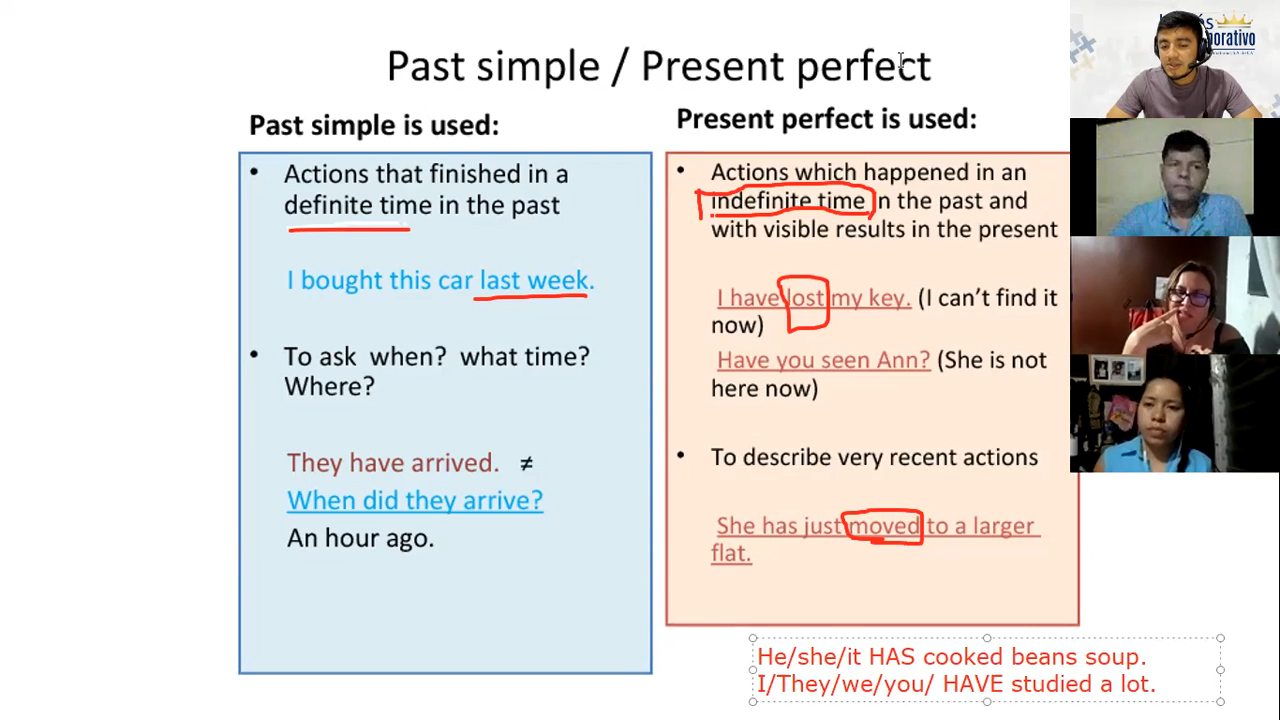 Past simple / Present perfect
Past simple is used:
• Actions that finished in a
definite time in the past
I bought this car last week.
• To ask when? what time?
Where?
They have arrived. ≠
When did they arrive?
An hour ago.
Present perfect is used:
• Actions which happened in an
indefinite time in the past and
with visible results in the present
I have lost my key. (I can't find it
now)
Have you seen Ann? (She is not
here now)
• To describe very recent actions
She has just moved to a larger
flat.
He/she/it HAS cooked beans soup.
I/They/we/you/ HAVE studied a lot.